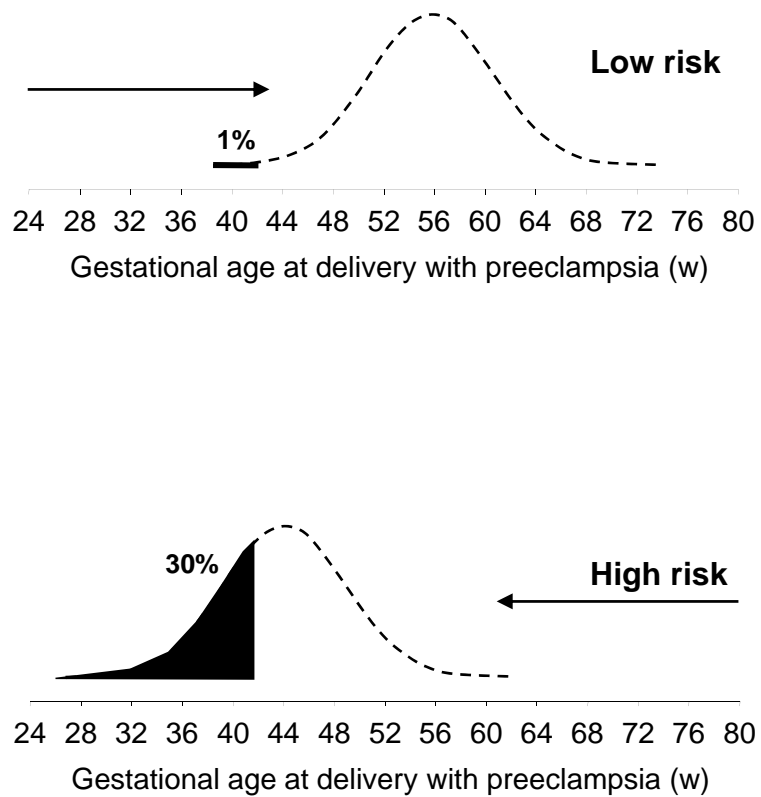 Low risk
1%
24 28 32 36 40 44 48 52 56 60 64 68 72 76 80
Gestational age at delivery with preeclampsia (w)
30%
High risk
24 28 32 36 40 44 48 52 56 60 64 68 72 76 80
Gestational age at delivery with preeclampsia (w)